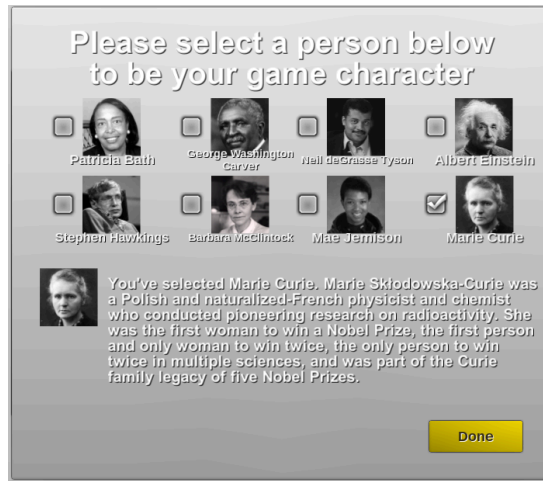 Please select a person below
to be your game character
Patricia Bath
George Washington
Carver
Neil deGrasse Tyson
Albert Einstein
Stephen Hawkings
Barbara McClintock
Mae Jemison
Marie Curie
You've selected Marie Curie. Marie Skłodowska-Curie was
a Polish and naturalized-French physicist and chemist
who conducted pioneering research on radioactivity. She
was the first woman to win a Nobel Prize, the first person
and only woman to win twice, the only person to win
twice in multiple sciences, and was part of the Curie
family legacy of five Nobel Prizes.
Done